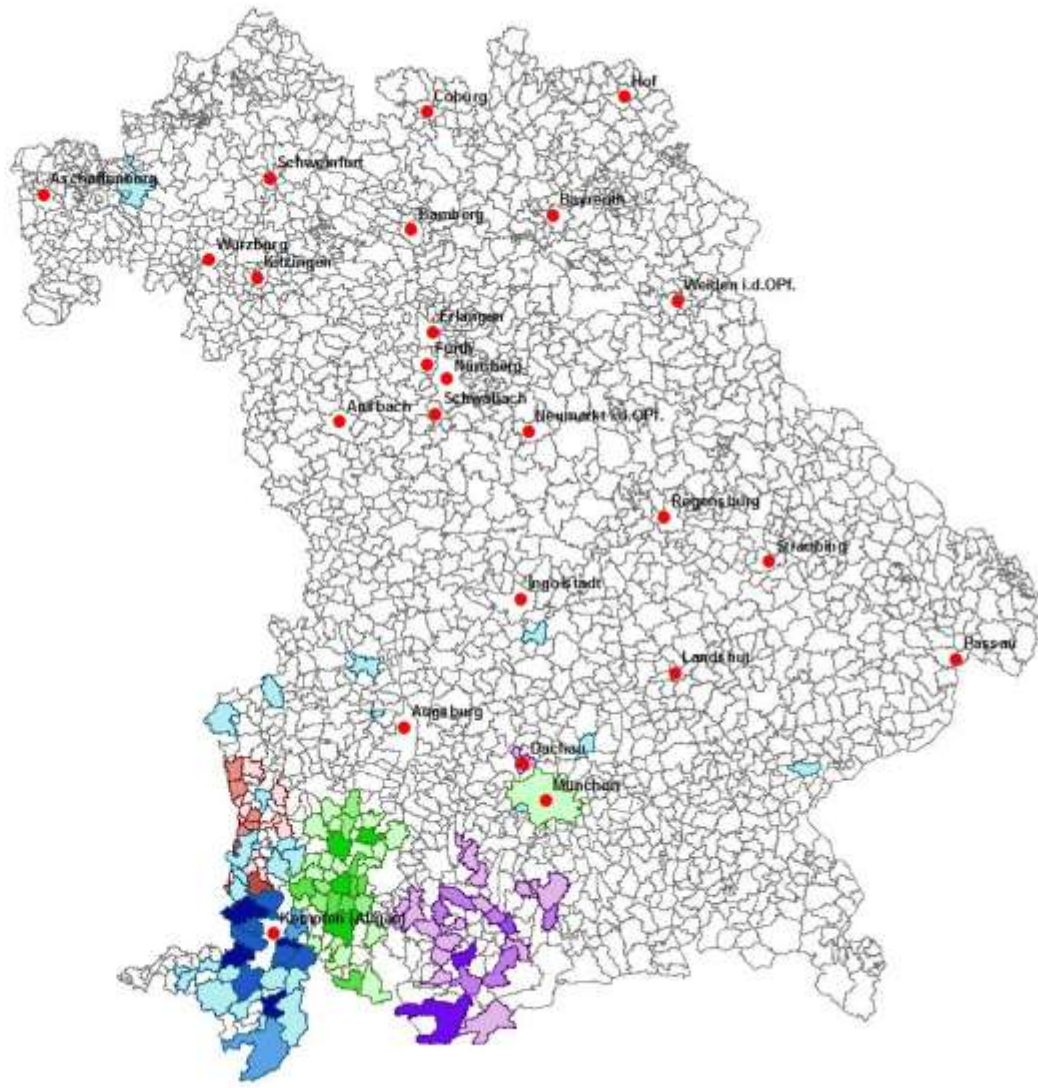 Hof
Coburg
Schweinfurt
Aschaffenburg
Bayreuth
Bamberg
Würzburg
Kitzingen
Weiden i.d.OPf.
Erlangen
Fürth
Nürnberg
Schwabach
Ansbach
Neumarkt i.d.OPf.
Regensburg
Straubing
Ingolstadt
Passau
Landshut
Augsburg
Dachau
München
Kempten (Allgäu)